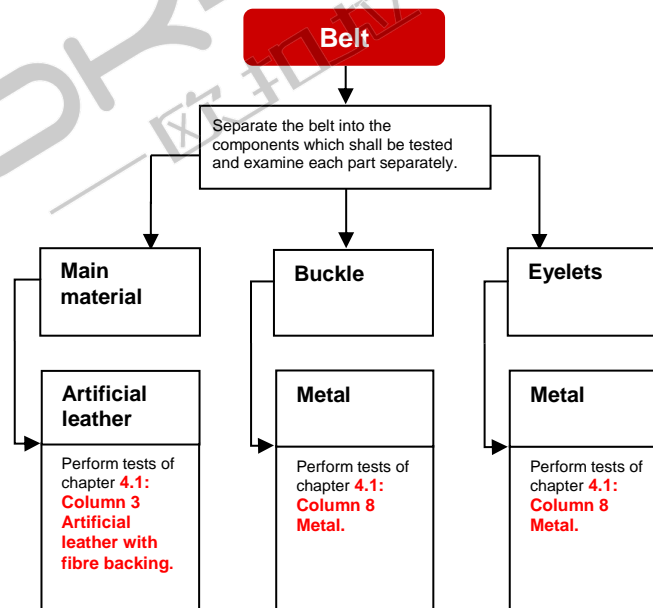 Belt
Separate the belt into the
components which shall be tested
and examine each part separately.
Main
material
Buckle
Eyelets
Artificial
leather
Metal
Metal
Perform tests of
chapter 4.1:
Column 3
Artificial
leather with
fibre backing.
Perform tests of
chapter 4.1:
Column 8
Metal.
Perform tests of
chapter 4.1:
Column 8
Metal.
欧扣